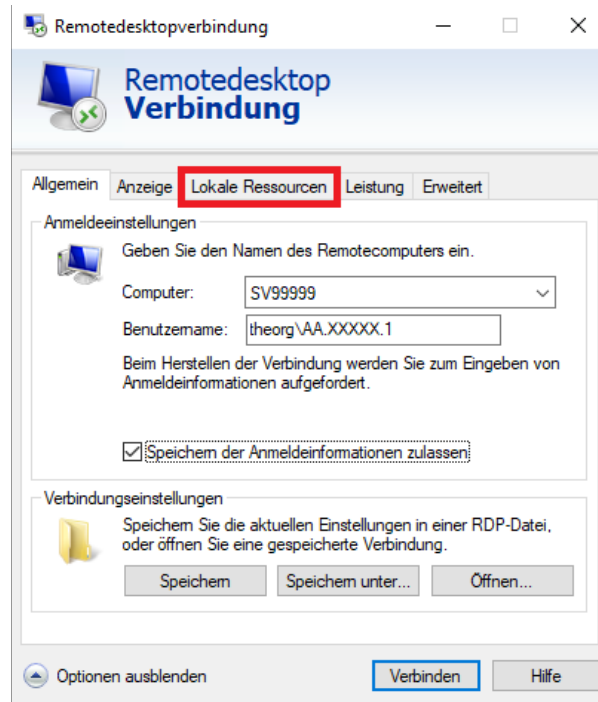 Remotedesktopverbindung
Remotedesktop
Verbindung
Allgemein Anzeige Lokale Ressourcen Leistung Erweitert
Anmeldeeinstellungen
Geben Sie den Namen des Remotecomputers ein.
Computer: SV99999
Benutzername: theorg\AA.XXXXX.1
Beim Herstellen der Verbindung werden Sie zum Eingeben von
Anmeldeinformationen aufgefordert.
Speichern der Anmeldeinformationen zulassen
Verbindungseinstellungen
Speichern Sie die aktuellen Einstellungen in einer RDP-Datei,
oder öffnen Sie eine gespeicherte Verbindung.
Speichern Speichern unter... Öffnen...
Optionen ausblenden Verbinden Hilfe